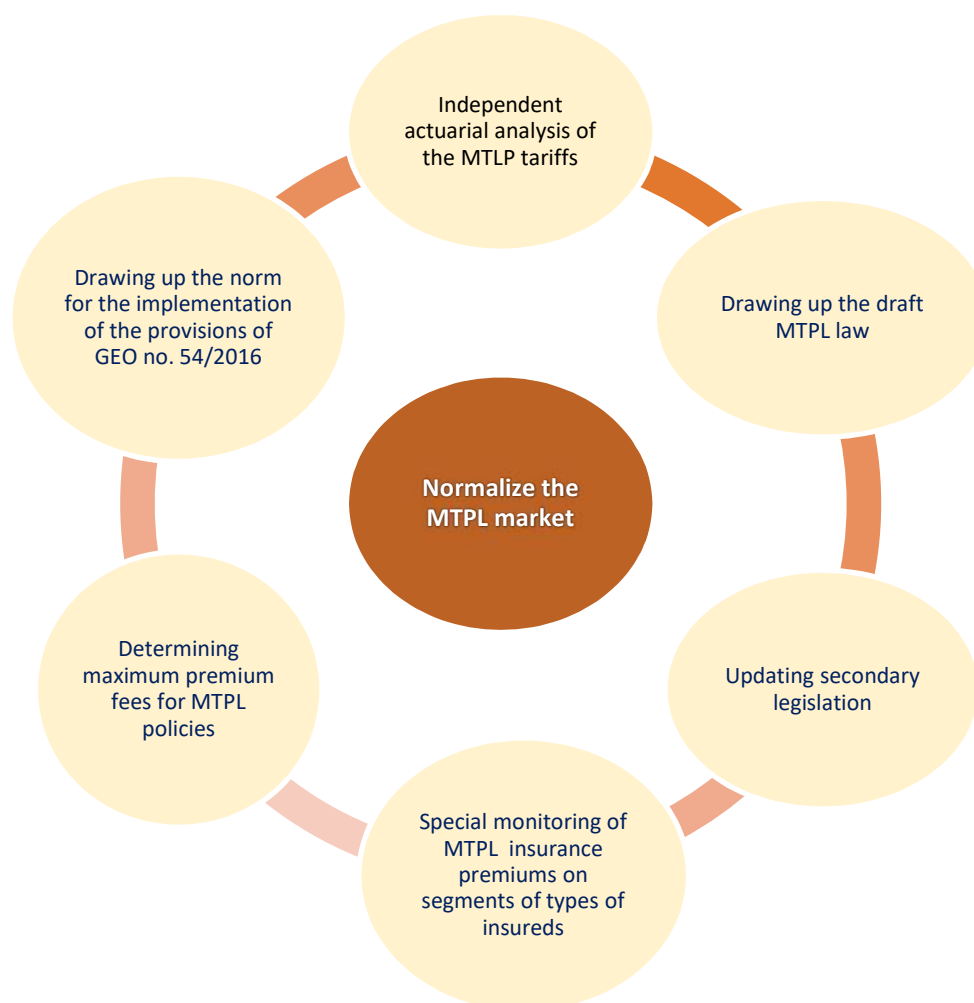 Independent
actuarial analysis of
the MTLP tariffs
Drawing up the draft
MTPL law
Updating secondary
legislation
Special monitoring of
MTPL insurance
premiums on
segments of types of
insureds
Determining
maximum premium
fees for MTPL
policies
Drawing up the norm
for the implementation
of the provisions of
GEO no. 54/2016
Normalize the
MTPL market